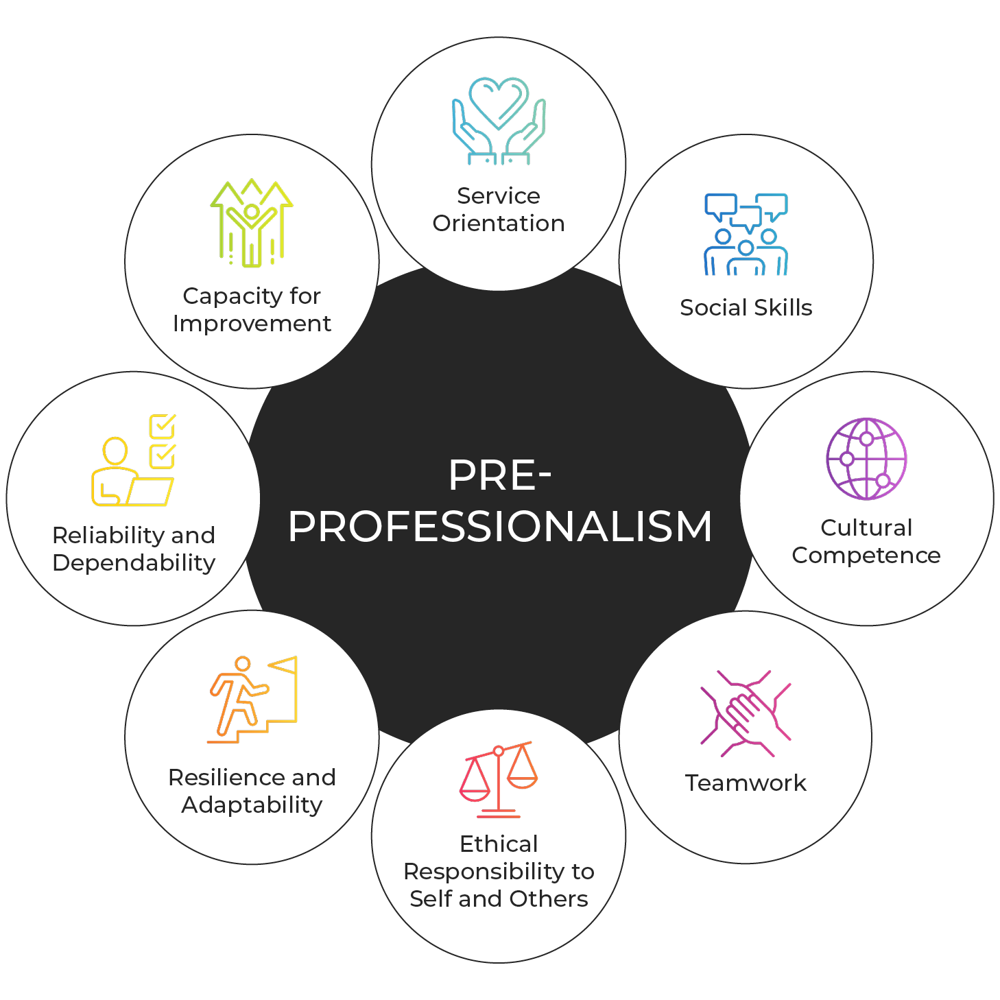 Service
Orientation
Social Skills
Cultural
Competence
Teamwork
Ethical
Responsibility to
Self and Others
Resilience and
Adaptability
Reliability and
Dependability
Capacity for
Improvement
PRE-
PROFESSIONALISM